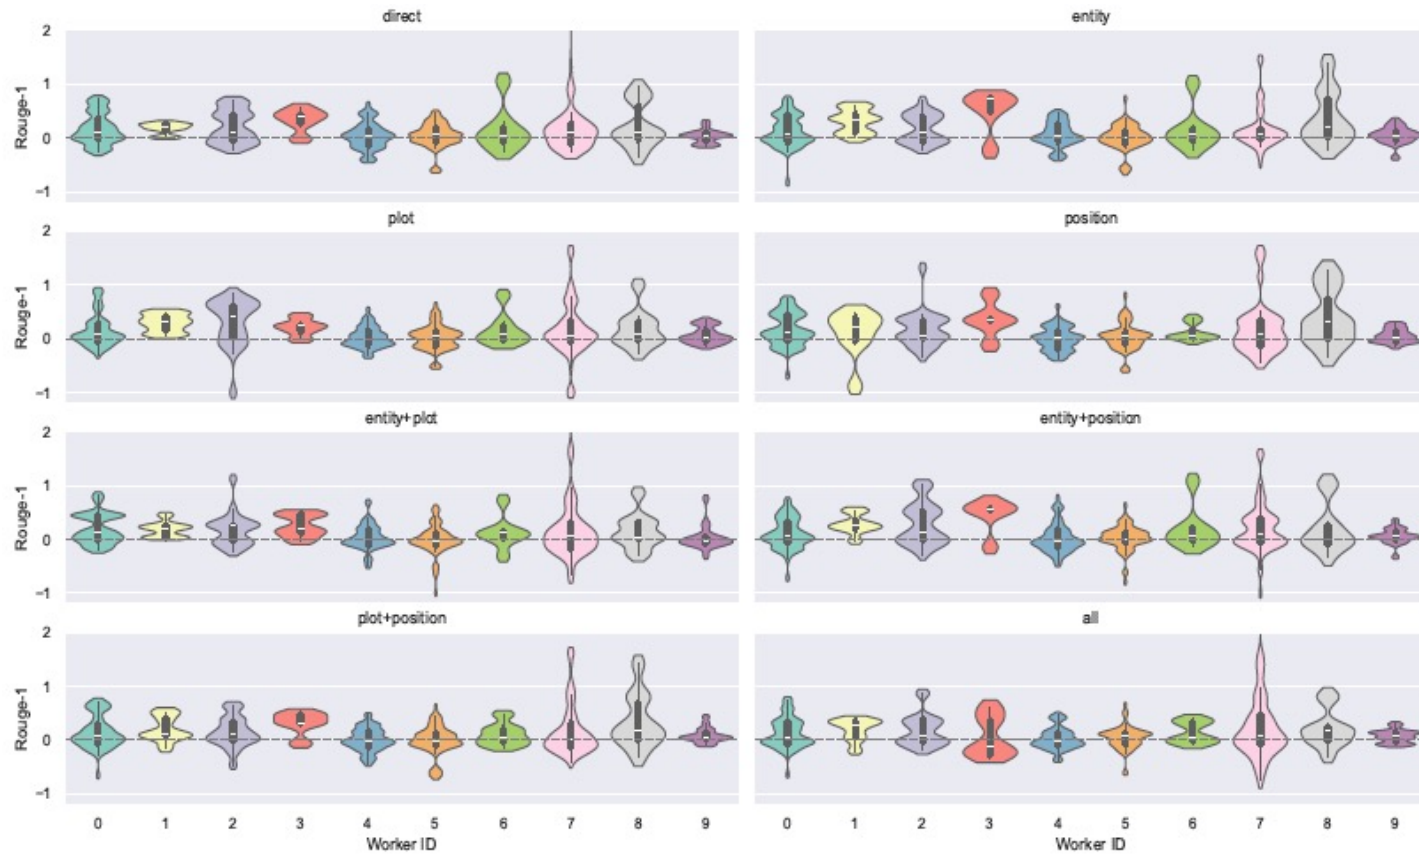 direct
entity
2
1
0
−1
Rouge-1
plot
position
2
1
0
−1
Rouge-1
entity+plot
entity+position
2
1
0
−1
Rouge-1
plot+position
all
2
1
0
−1
Rouge-1
0 1 2 3 4 5 6 7 8 9
0 1 2 3 4 5 6 7 8 9
Worker ID
Worker ID